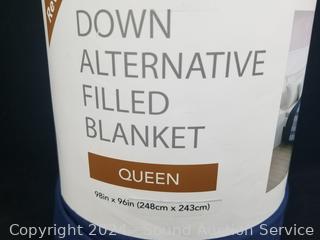 DOWN
ALTERNATIVE
FILLED
BLANKET
QUEEN
98in x 96in (248cm x 243cm)
Copyright 2024 - Sound Auction Service